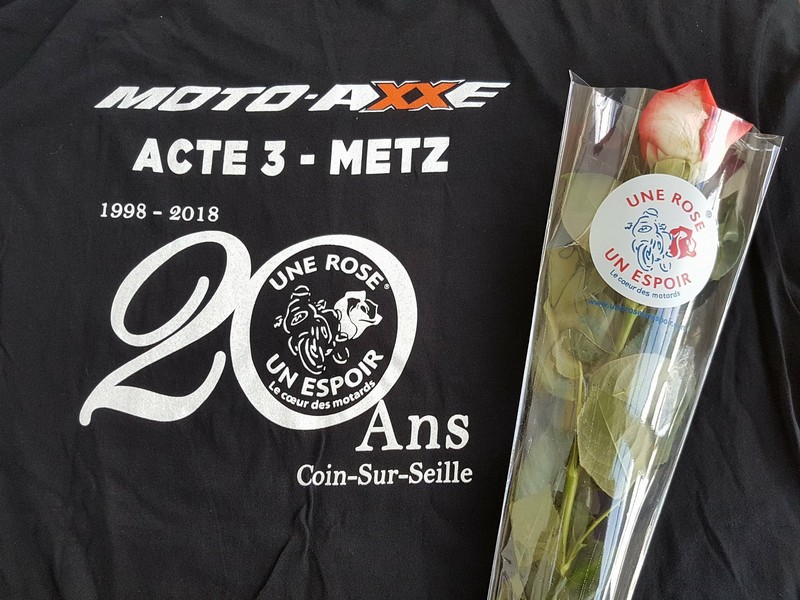 MOTO-AXXE
ACTE 3 - METZ
1998 - 2018
20
UNE ROSE®
UN ESPOIR
Le cœur des motards
Ans
Coin-Sur-Seille
UNE ROSE®
UN ESPOIR
Le cœur des motards